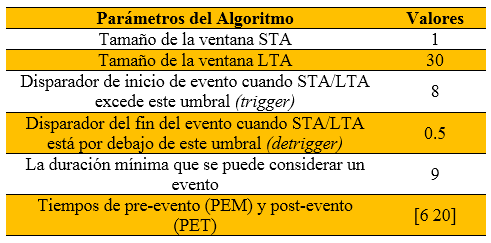 Parámetros del Algoritmo Valores
Tamaño de la ventana STA 1
Tamaño de la ventana LTA 30
Disparador de inicio de evento cuando STA/LTA
excede este umbral (trigger) 8
Disparador del fin del evento cuando STA/LTA
está por debajo de este umbral (detrigger) 0.5
La duración mínima que se puede considerar un
evento 9
Tiempos de pre-evento (PEM) y post-evento
(PET) [6 20]